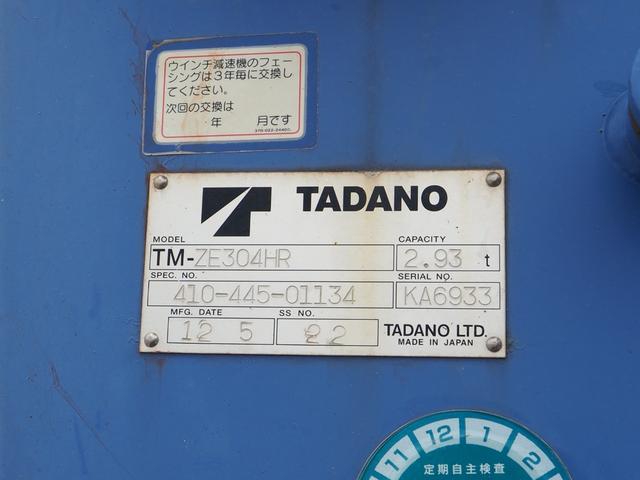 ウインチ減速機のフェー
シングは3年毎に交換し
てください。
次回の交換は
年 月です
TADANO
MODEL CAPACITY
TM-ZE304HR 2.93 t
SPEC. NO. SERIAL NO.
410-445-01134 KA6933
MFG. DATE SS NO.
12 5 22 TADANO LTD.
MADE IN JAPAN
11 12 1 2
定期自主検査